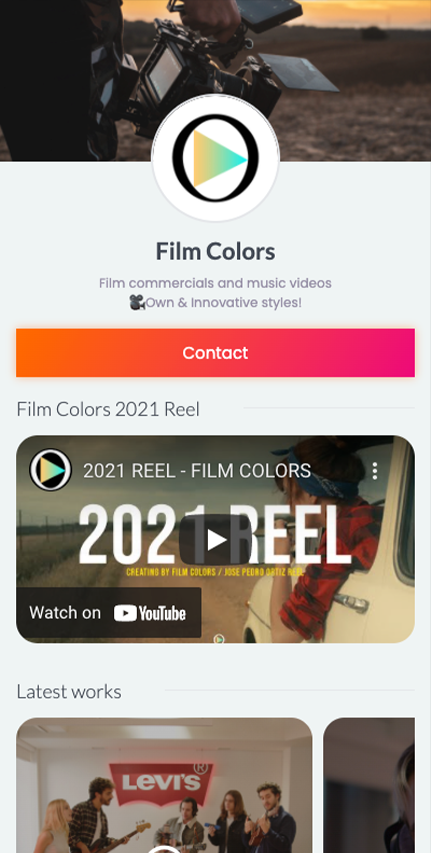 Film Colors
Film commercials and music videos
🎥Own & Innovative styles!
Contact
Film Colors 2021 Reel
2021 REEL - FILM COLORS
2021 REEL
CREATING BY FILM COLORS / JOSE PEDRO ORTIZ REEL
Watch on YouTube
Latest works
LEVI'S®